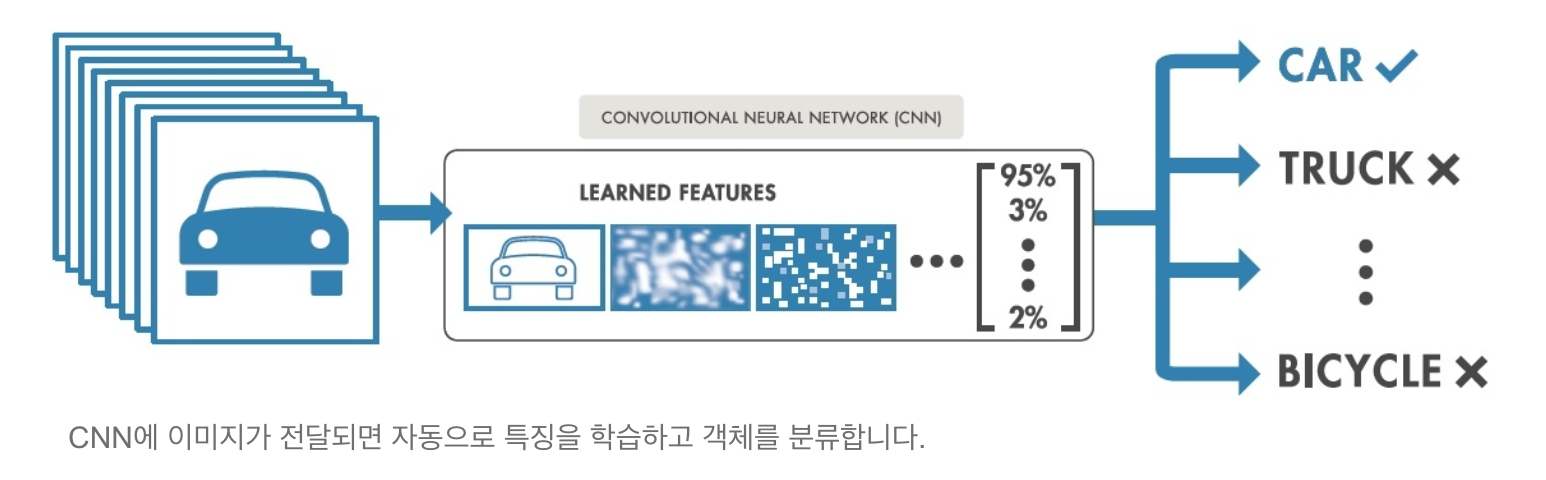 CONVOLUTIONAL NEURAL NETWORK (CNN)
LEARNED FEATURES
95%
3%
2%
CAR
TRUCK
BICYCLE
CNN에 이미지가 전달되면 자동으로 특징을 학습하고 객체를 분류합니다.